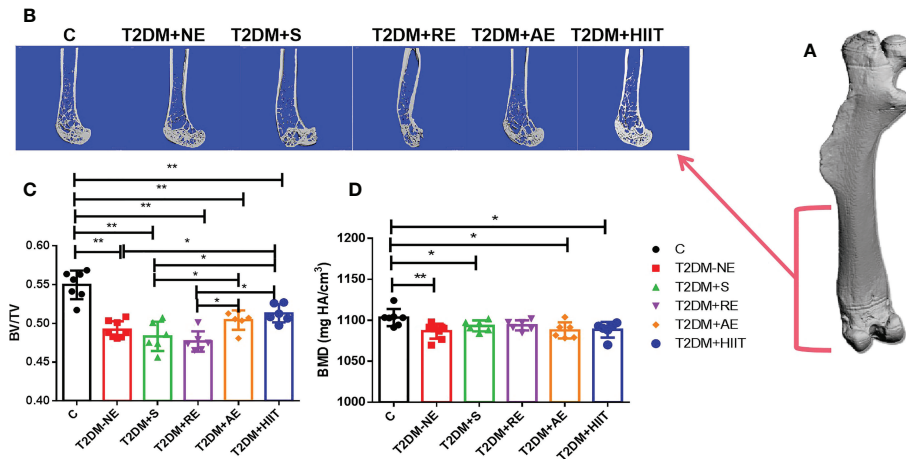 B
C T2DM+NE T2DM+S T2DM+RE T2DM+AE T2DM+HIIT
A
C
**
**
**
**
**
*
*
*
*
*
BV/TV
0.60
0.55
0.50
0.45
0.40
C
T2DM-NE
T2DM+S
T2DM+RE
T2DM+AE
T2DM+HIIT
D
*
*
*
**
BMD (mg HA/cm³)
1200
1100
1090
1000
C
T2DM-NE
T2DM+S
T2DM+RE
T2DM+AE
T2DM+HIIT
C
T2DM-NE
T2DM+S
T2DM+RE
T2DM+AE
T2DM+HIIT